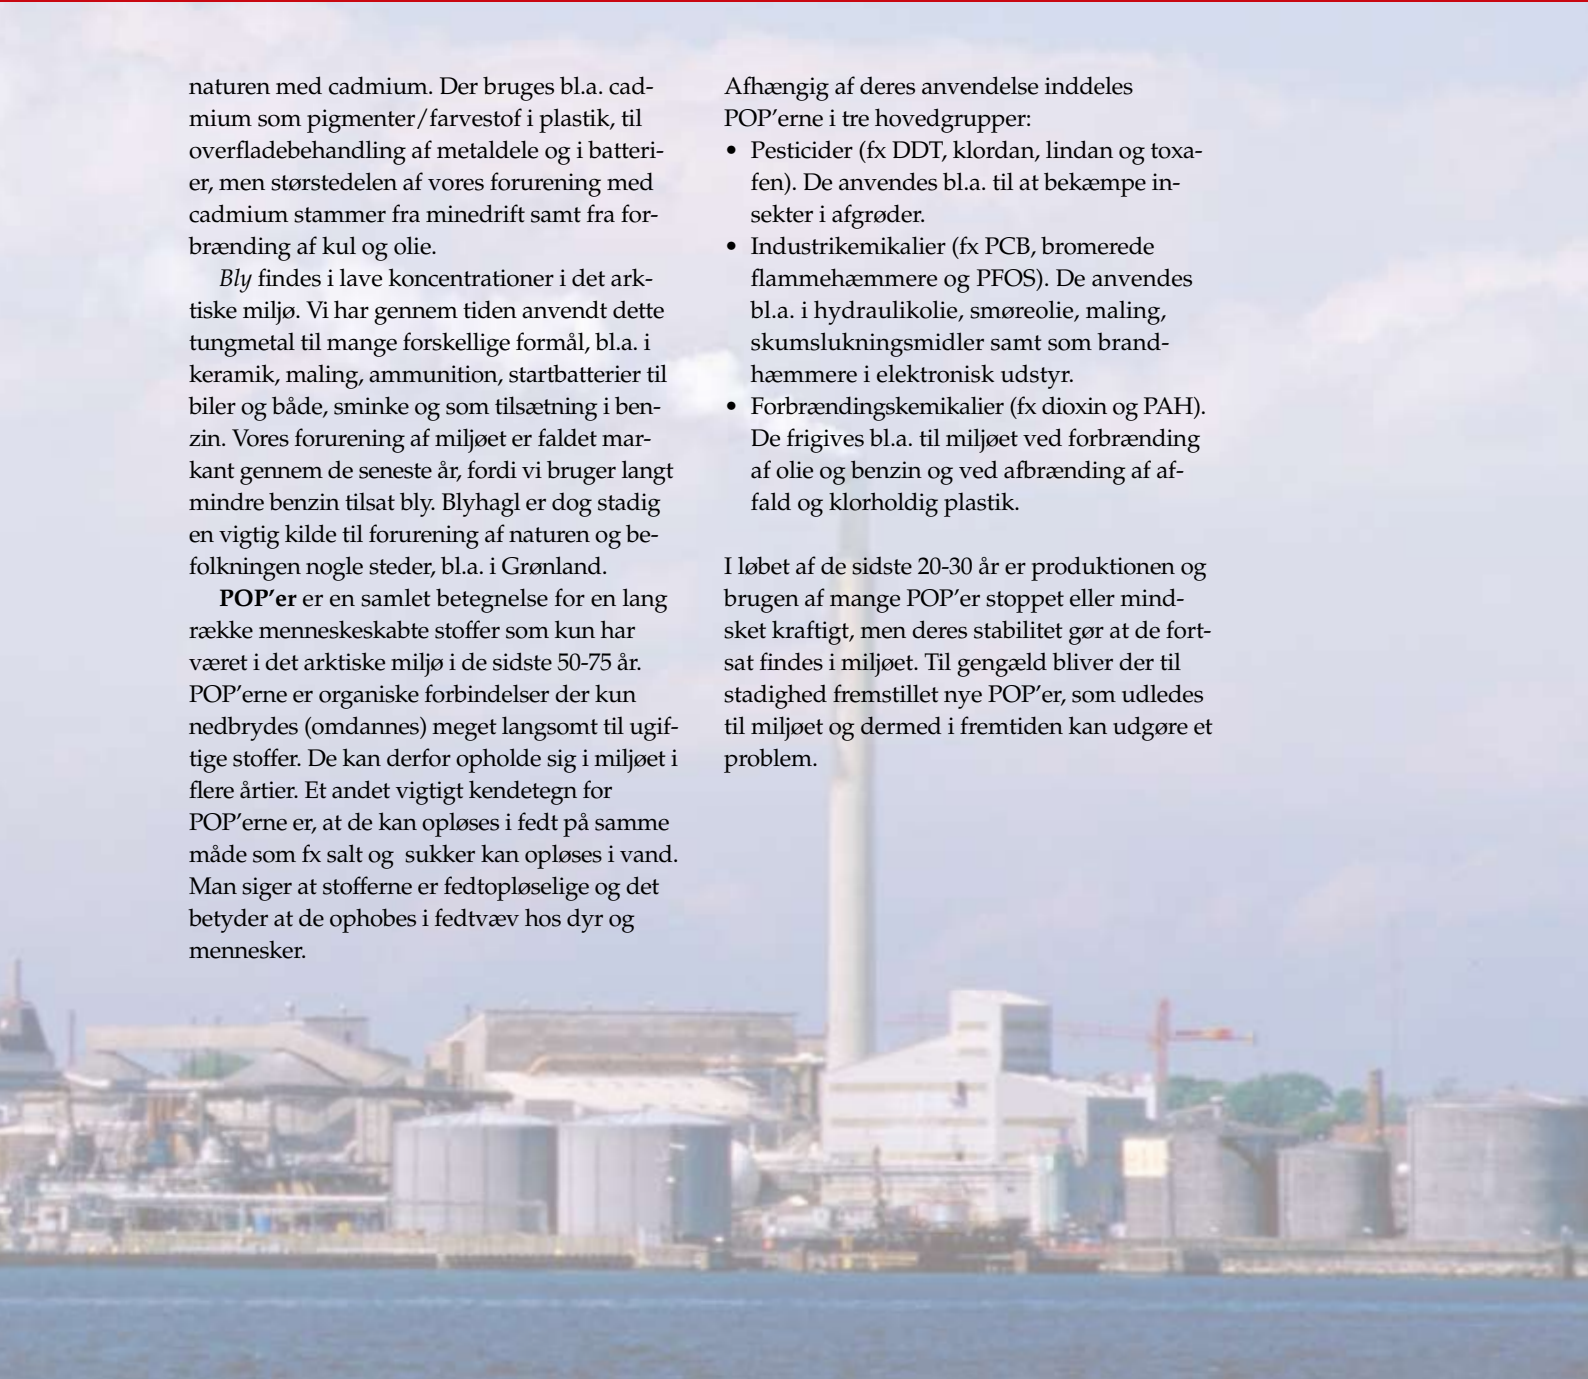 naturen med cadmium. Der bruges bl.a. cad-
mium som pigmenter/farvestof i plastik, til
overfladebehandling af metaldele og i batteri-
er, men størstedelen af vores forurening med
cadmium stammer fra minedrift samt fra for-
brænding af kul og olie.
Bly findes i lave koncentrationer i det ark-
tiske miljø. Vi har gennem tiden anvendt dette
tungmetal til mange forskellige formål, bl.a. i
keramik, maling, ammunition, startbatterier til
biler og både, sminke og som tilsætning i ben-
zin. Vores forurening af miljøet er faldet mar-
kant gennem de seneste år, fordi vi bruger langt
mindre benzin tilsat bly. Blyhagl er dog stadig
en vigtig kilde til forurening af naturen og be-
folkningen nogle steder, bl.a. i Grønland.
POP'er er en samlet betegnelse for en lang
række menneskeskabte stoffer som kun har
været i det arktiske miljø i de sidste 50-75 år.
POP'erne er organiske forbindelser der kun
nedbrydes (omdannes) meget langsomt til ugif-
tige stoffer. De kan derfor opholde sig i miljøet i
flere årtier. Et andet vigtigt kendetegn for
POP'erne er, at de kan opløses i fedt på samme
måde som fx salt og  sukker kan opløses i vand.
Man siger at stofferne er fedtopløselige og det
betyder at de ophobes i fedtvæv hos dyr og
mennesker.
Afhængig af deres anvendelse inddeles
POP'erne i tre hovedgrupper:
• Pesticider (fx DDT, klordan, lindan og toxa-
fen). De anvendes bl.a. til at bekæmpe in-
sekter i afgrøder.
• Industrikemikalier (fx PCB, bromerede
flammehæmmere og PFOS). De anvendes
bl.a. i hydraulikolie, smøreolie, maling,
skumslukningsmidler samt som brand-
hæmmere i elektronisk udstyr.
• Forbrændingskemikalier (fx dioxin og PAH).
De frigives bl.a. til miljøet ved forbrænding
af olie og benzin og ved afbrænding af af-
fald og klorholdig plastik.
I løbet af de sidste 20-30 år er produktionen og
brugen af mange POP'er stoppet eller mind-
sket kraftigt, men deres stabilitet gør at de fort-
sat findes i miljøet. Til gengæld bliver der til
stadighed fremstillet nye POP'er, som udledes
til miljøet og dermed i fremtiden kan udgøre et
problem.